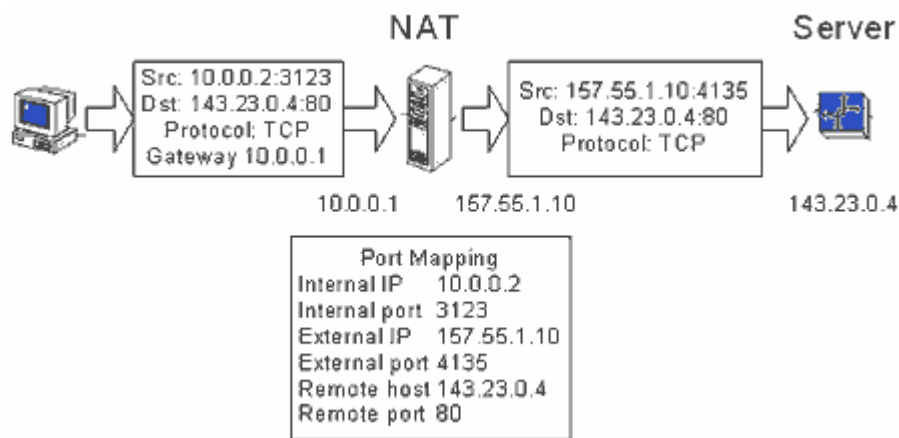 NAT
Server
Src: 10.0.0.2:3123
Dst: 143.23.0.4:80
Protocol: TCP
Gateway 10.0.0.1
Src: 157.55.1.10:4135
Dst: 143.23.0.4:80
Protocol: TCP
10.0.0.1
157.55.1.10
143.23.0.4
Port Mapping
Internal IP 10.0.0.2
Internal port 3123
External IP 157.55.1.10
External port 4135
Remote host 143.23.0.4
Remote port 80